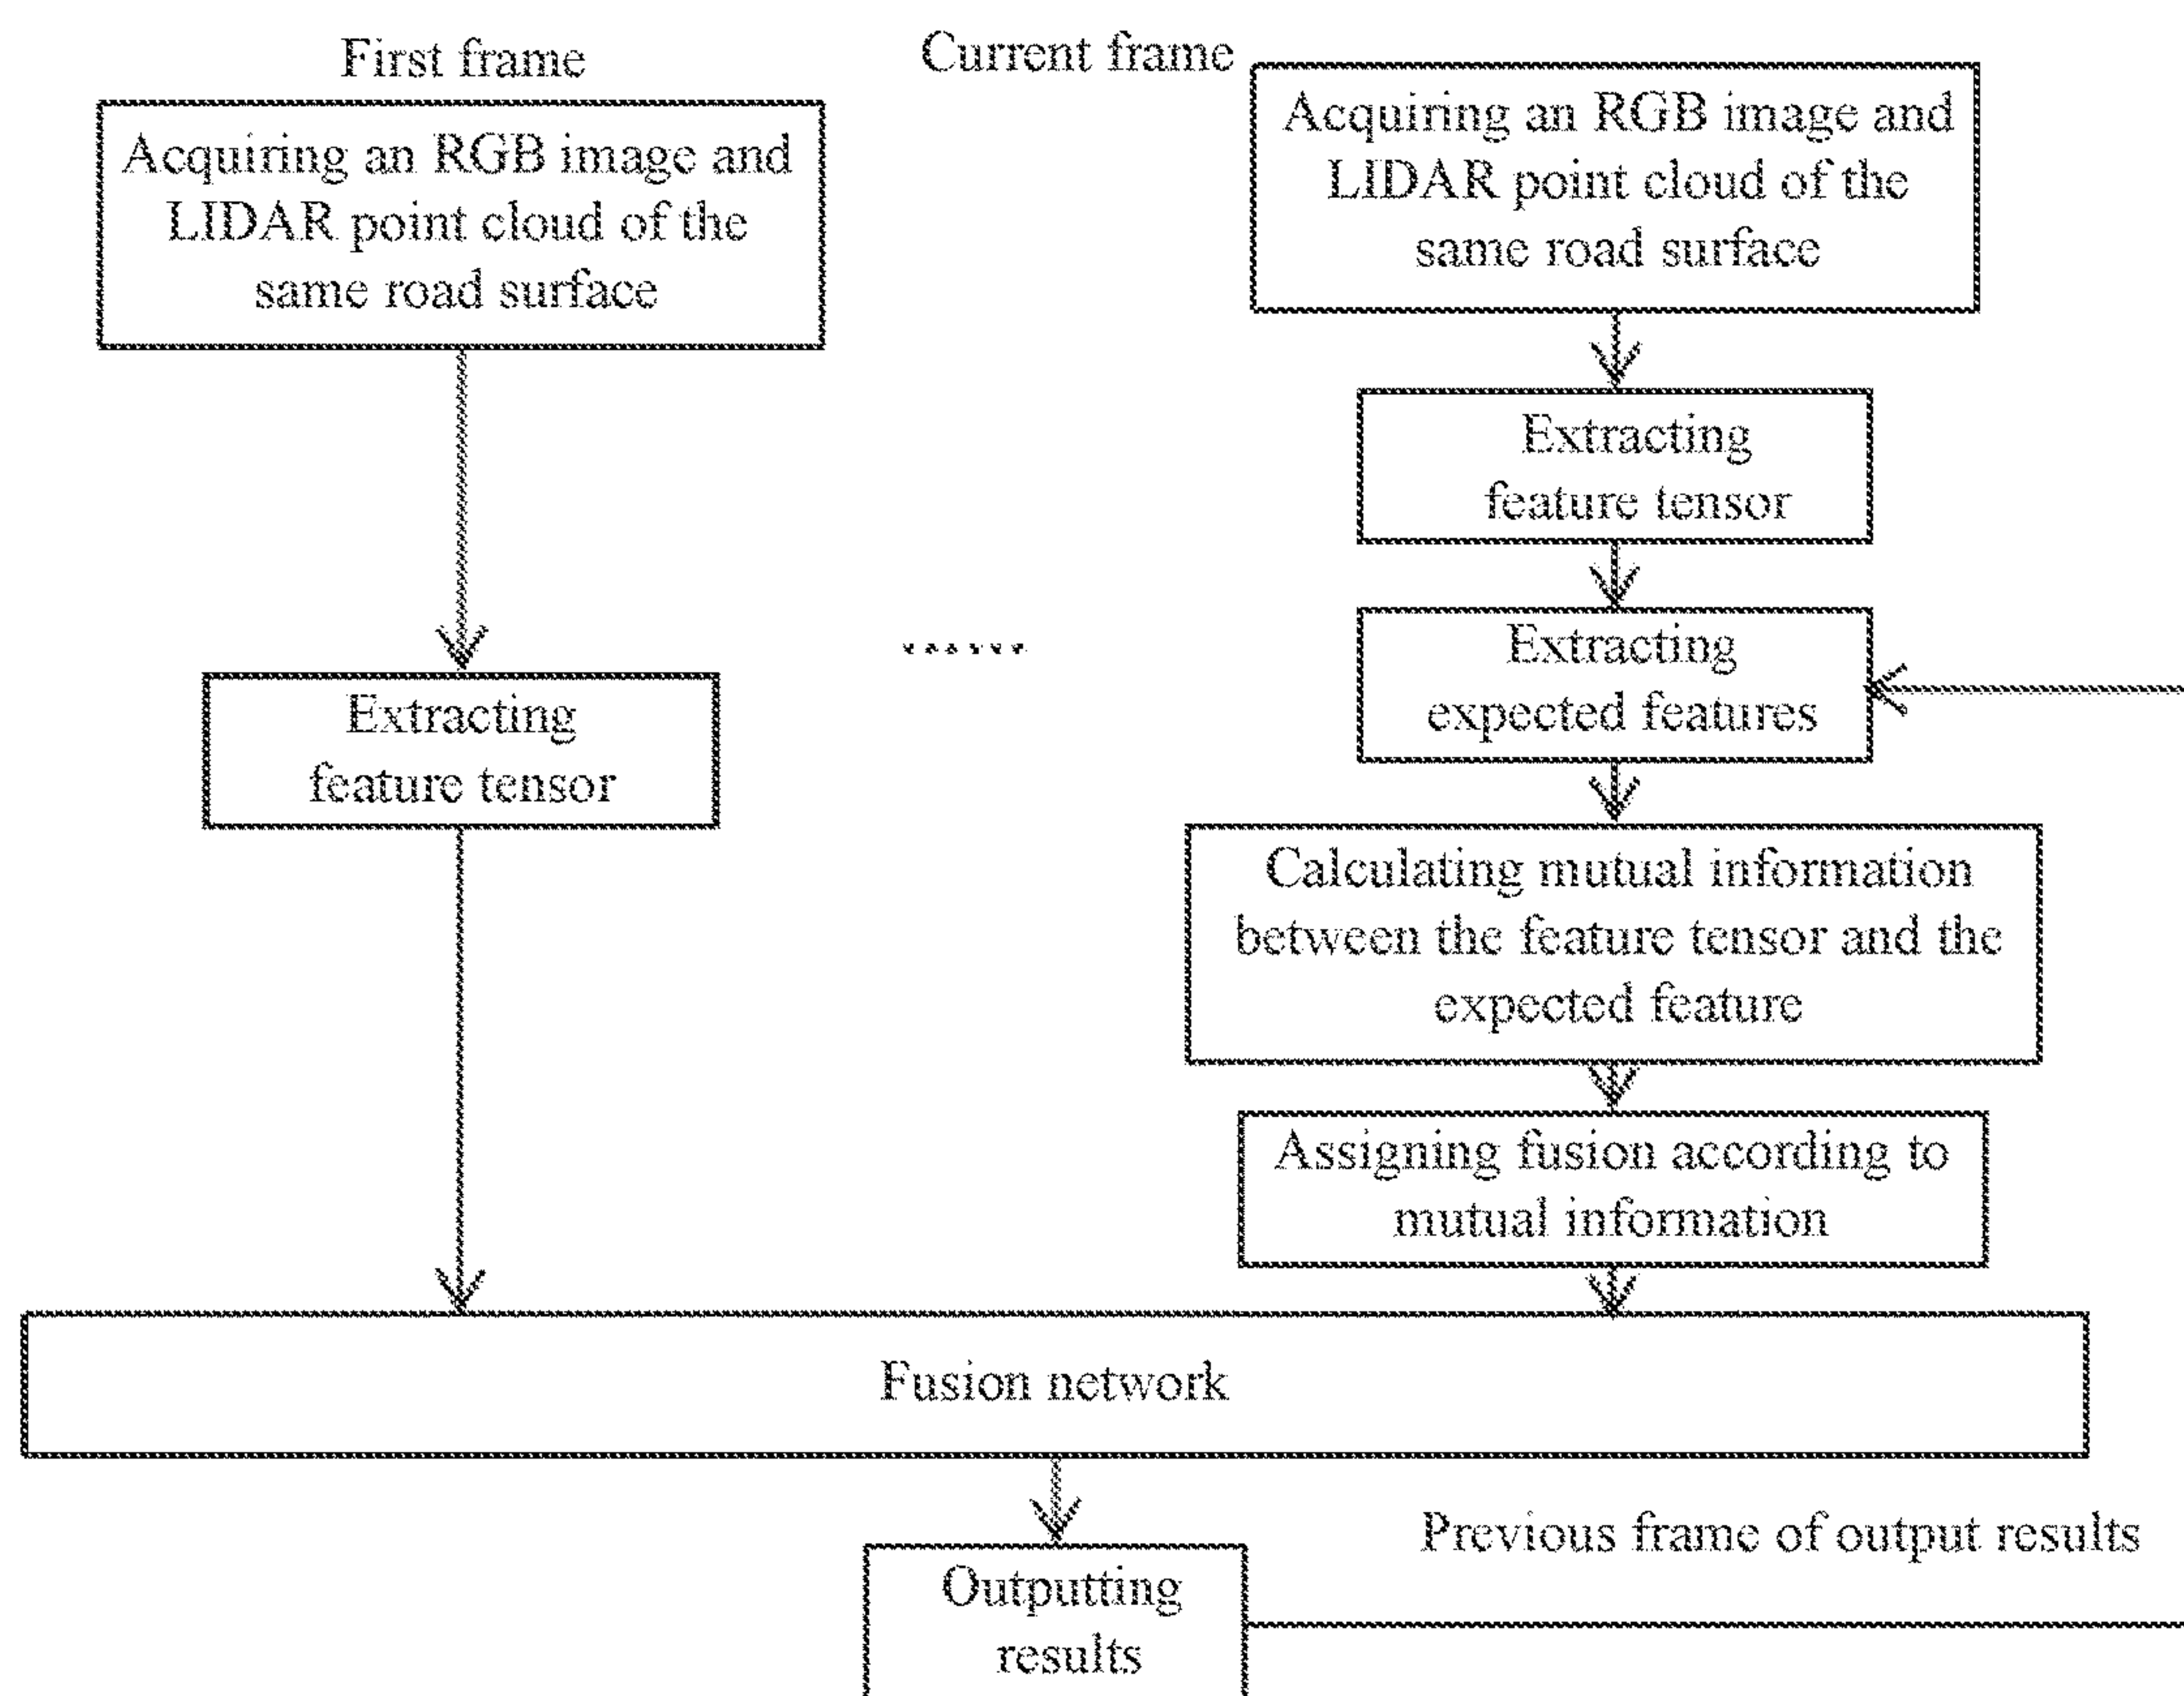 First frame
Acquiring an RGB image and
LIDAR point cloud of the
same road surface
Extracting
feature tensor
......
Current frame
Acquiring an RGB image and
LIDAR point cloud of the
same road surface
Extracting
feature tensor
Extracting
expected features
Calculating mutual information
between the feature tensor and the
expected feature
Assigning fusion according to
mutual information
Fusion network
Previous frame of output results
Outputting
results